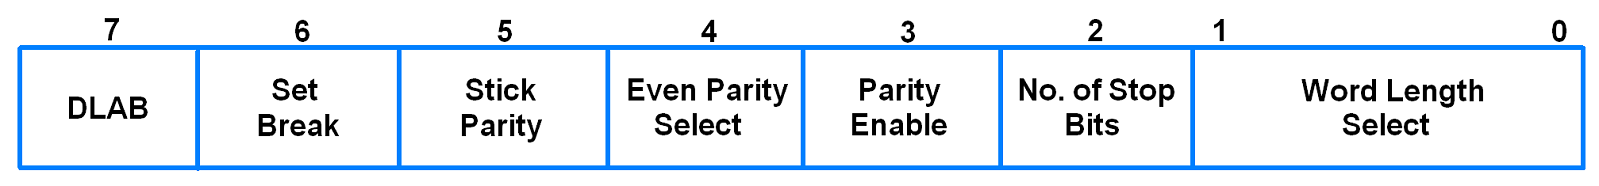 7 6 5 4 3 2 1 0
DLAB
Set
Break
Stick
Parity
Even Parity
Select
Parity
Enable
No. of Stop
Bits
Word Length
Select